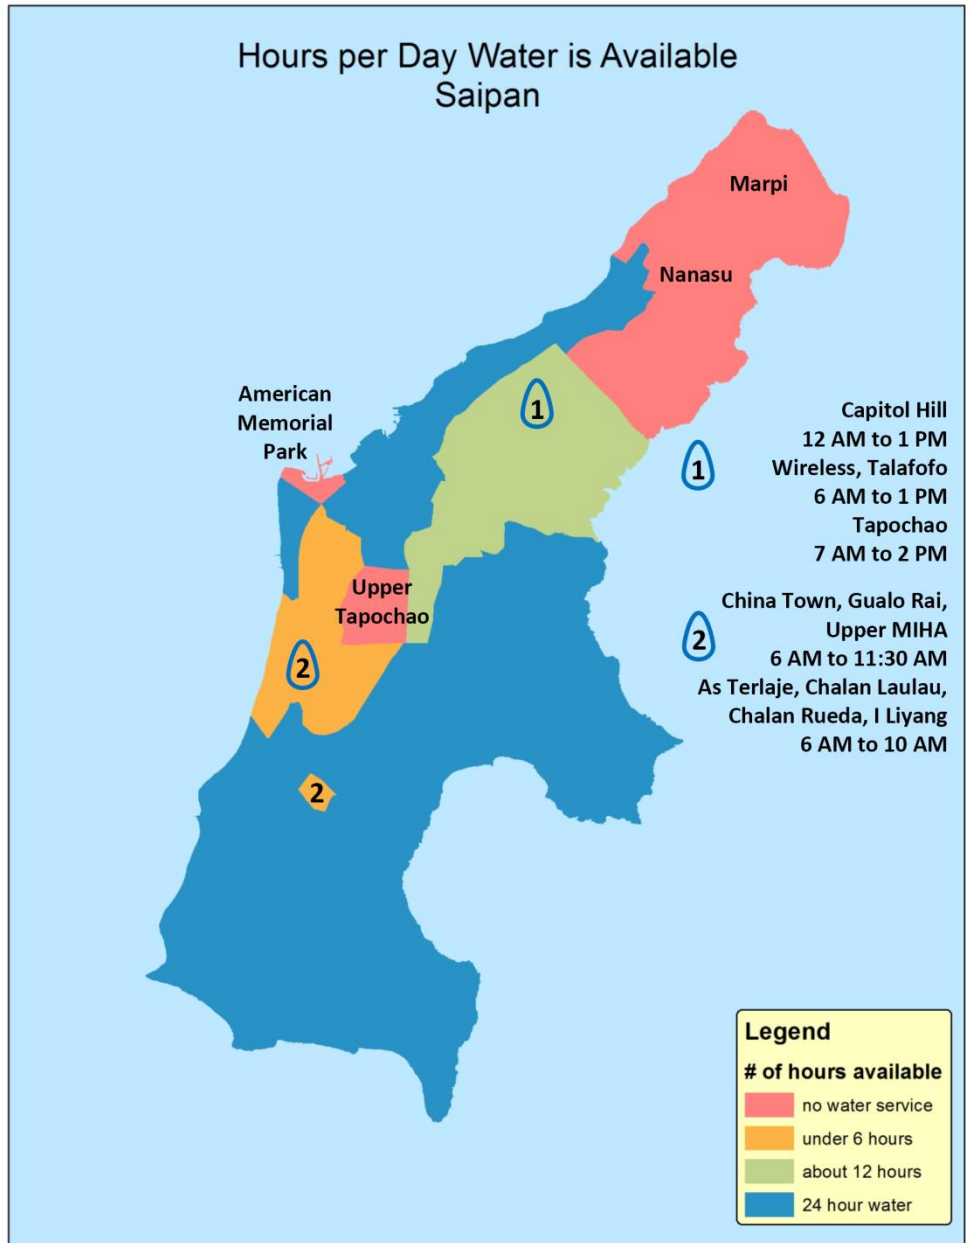 Hours per Day Water is Available
Saipan
Marpi
Nanasu
American
Memorial
Park
1
Upper
Tapochao
2
2
1
Capitol Hill
12 AM to 1 PM
Wireless, Talafofo
6 AM to 1 PM
Tapochao
7 AM to 2 PM
2
China Town, Gualo Rai,
Upper MIHA
6 AM to 11:30 AM
As Terlaje, Chalan Laulau,
Chalan Rueda, I Liyang
6 AM to 10 AM
Legend
# of hours available
no water service
under 6 hours
about 12 hours
24 hour water